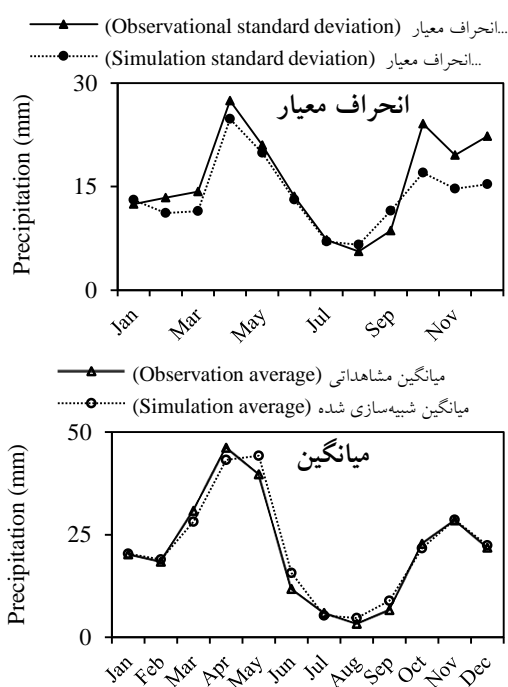 (Observational standard deviation) انحراف معیار...
(Simulation standard deviation) انحراف معیار...
انحراف معیار
Precipitation (mm)
30
15
0
Jan Mar May Jul Sep Nov
(Observation average) میانگین مشاهداتی
(Simulation average) میانگین شبیه‌سازی شده
میانگین
Precipitation (mm)
50
25
0
Jan Feb Mar Apr May Jun Jul Aug Sep Oct Nov Dec